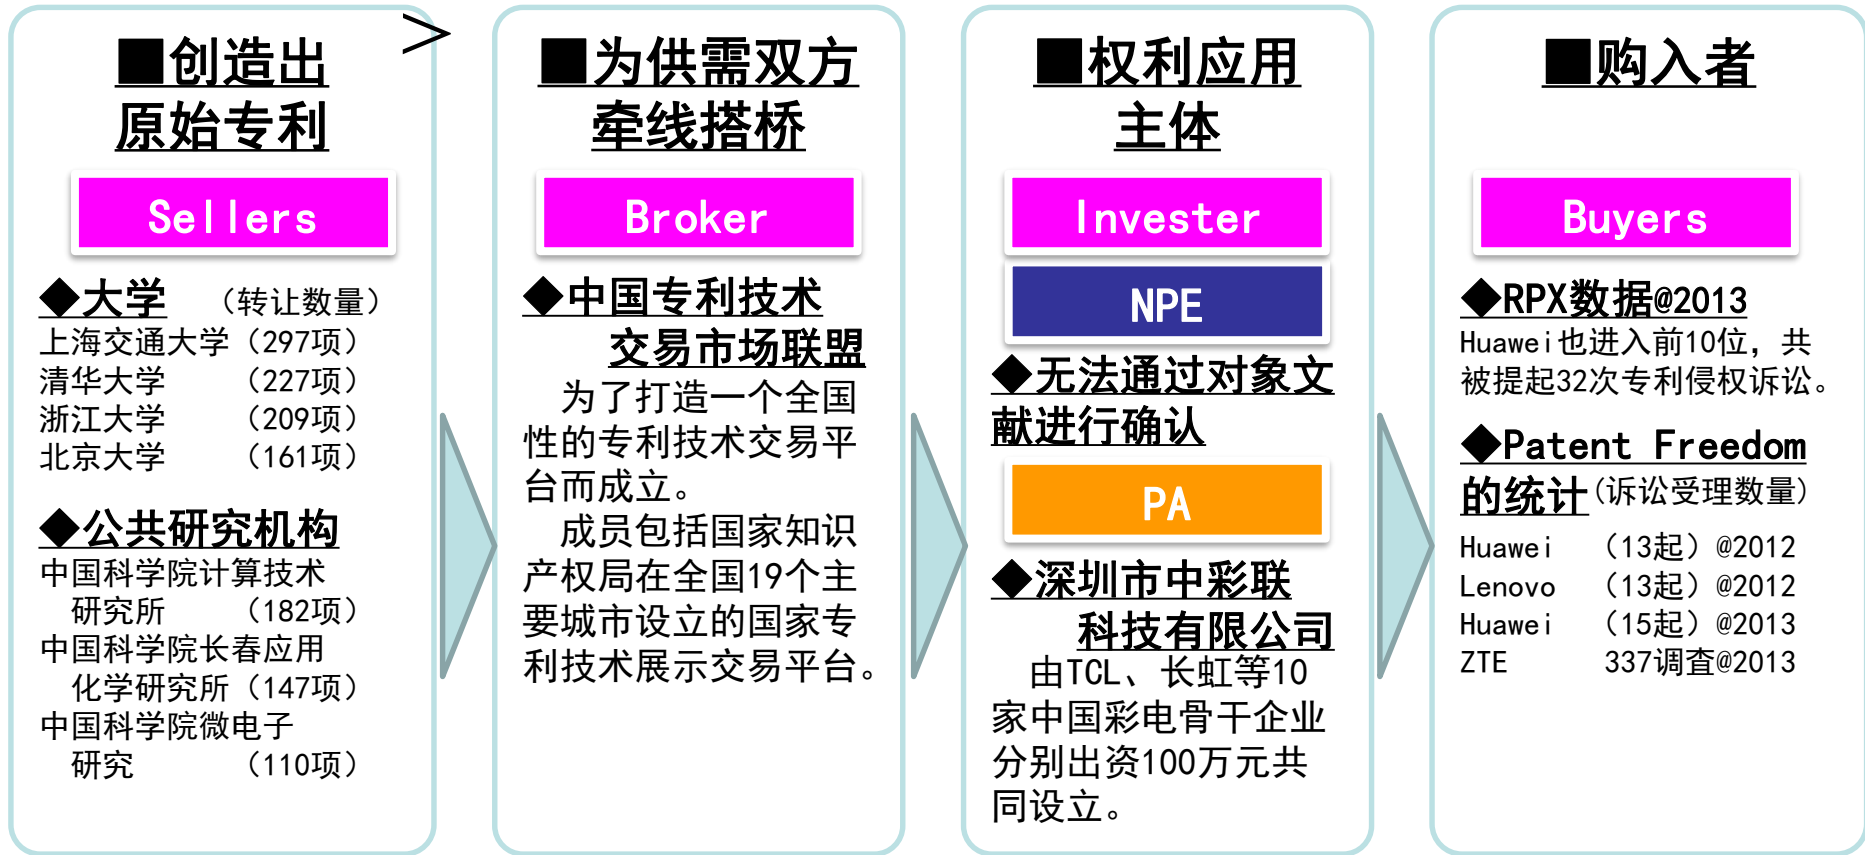 >
■创造出
原始专利
Sellers
◆大学 （转让数量）
上海交通大学（297项）
清华大学 （227项）
浙江大学 （209项）
北京大学 （161项）
◆公共研究机构
中国科学院计算技术
研究所 （182项）
中国科学院长春应用
化学研究所（147项）
中国科学院微电子
研究 （110项）
■为供需双方
牵线搭桥
Broker
◆中国专利技术
交易市场联盟
为了打造一个全国
性的专利技术交易平
台而成立。
成员包括国家知识
产权局在全国19个主
要城市设立的国家专
利技术展示交易平台。
■权利应用
主体
Invester
NPE
◆无法通过对象文
献进行确认
PA
◆深圳市中彩联
科技有限公司
由TCL、长虹等10
家中国彩电骨干企业
分别出资100万元共
同设立。
■购入者
Buyers
◆RPX数据@2013
Huawei也进入前10位，共
被提起32次专利侵权诉讼。
◆Patent Freedom
的统计(诉讼受理数量)
Huawei （13起）@2012
Lenovo （13起）@2012
Huawei （15起）@2013
ZTE 337调查@2013